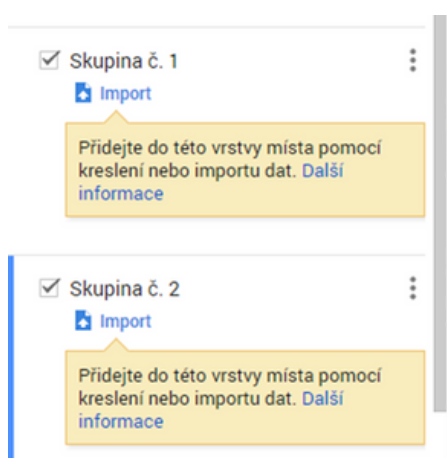 Skupina č. 1
Import
Přidejte do této vrstvy místa pomocí
kreslení nebo importu dat. Další
informace
Skupina č. 2
Import
Přidejte do této vrstvy místa pomocí
kreslení nebo importu dat. Další
informace